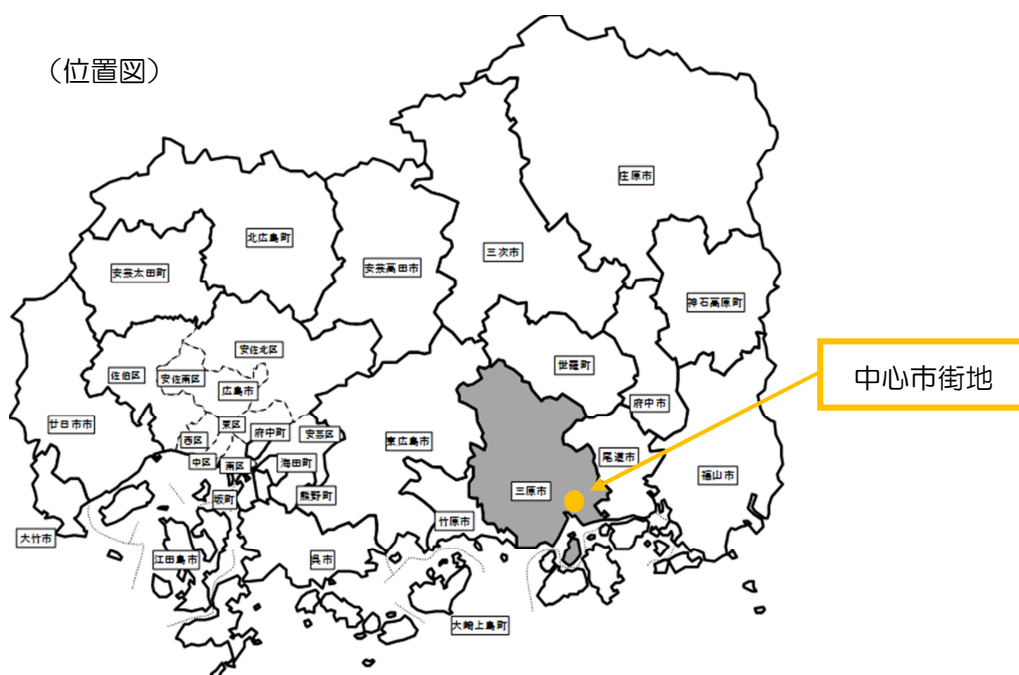 （位置図）
庄原市
北広島町
三次市
安芸高田市
安芸太田町
神石高原町
安佐北区
世羅町
佐伯区
安佐南区
中心市街地
広島市
府中市
廿日市市
東区
府中町
安芸区
西区
東広島市
尾道市
中区
南区
海田町
福山市
三原市
坂町
熊野町
竹原市
大竹市
江田島市
呉市
大崎上島町